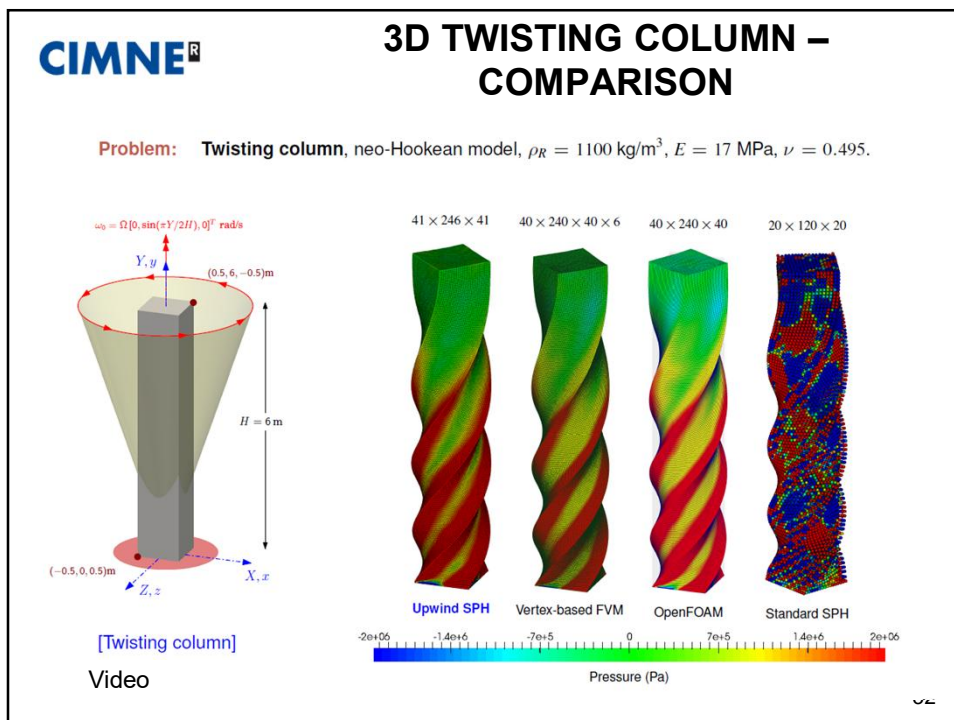 CIMNE R
3D TWISTING COLUMN –
COMPARISON
Problem: Twisting column, neo-Hookean model, ρ_R = 1100 kg/m³, E = 17 MPa, ν = 0.495.
ω₀ = Ω[0, sin(πY/2H), 0]ᵀ rad/s
Y, y
(0.5, 6, −0.5)m
H = 6 m
(−0.5, 0, 0.5)m
X, x
Z, z
[Twisting column]
Video
41 × 246 × 41
40 × 240 × 40 × 6
40 × 240 × 40
20 × 120 × 20
Upwind SPH
Vertex-based FVM
OpenFOAM
Standard SPH
-2e+06 -1.4e+6 -7e+5 0 7e+5 1.4e+6 2e+06
Pressure (Pa)